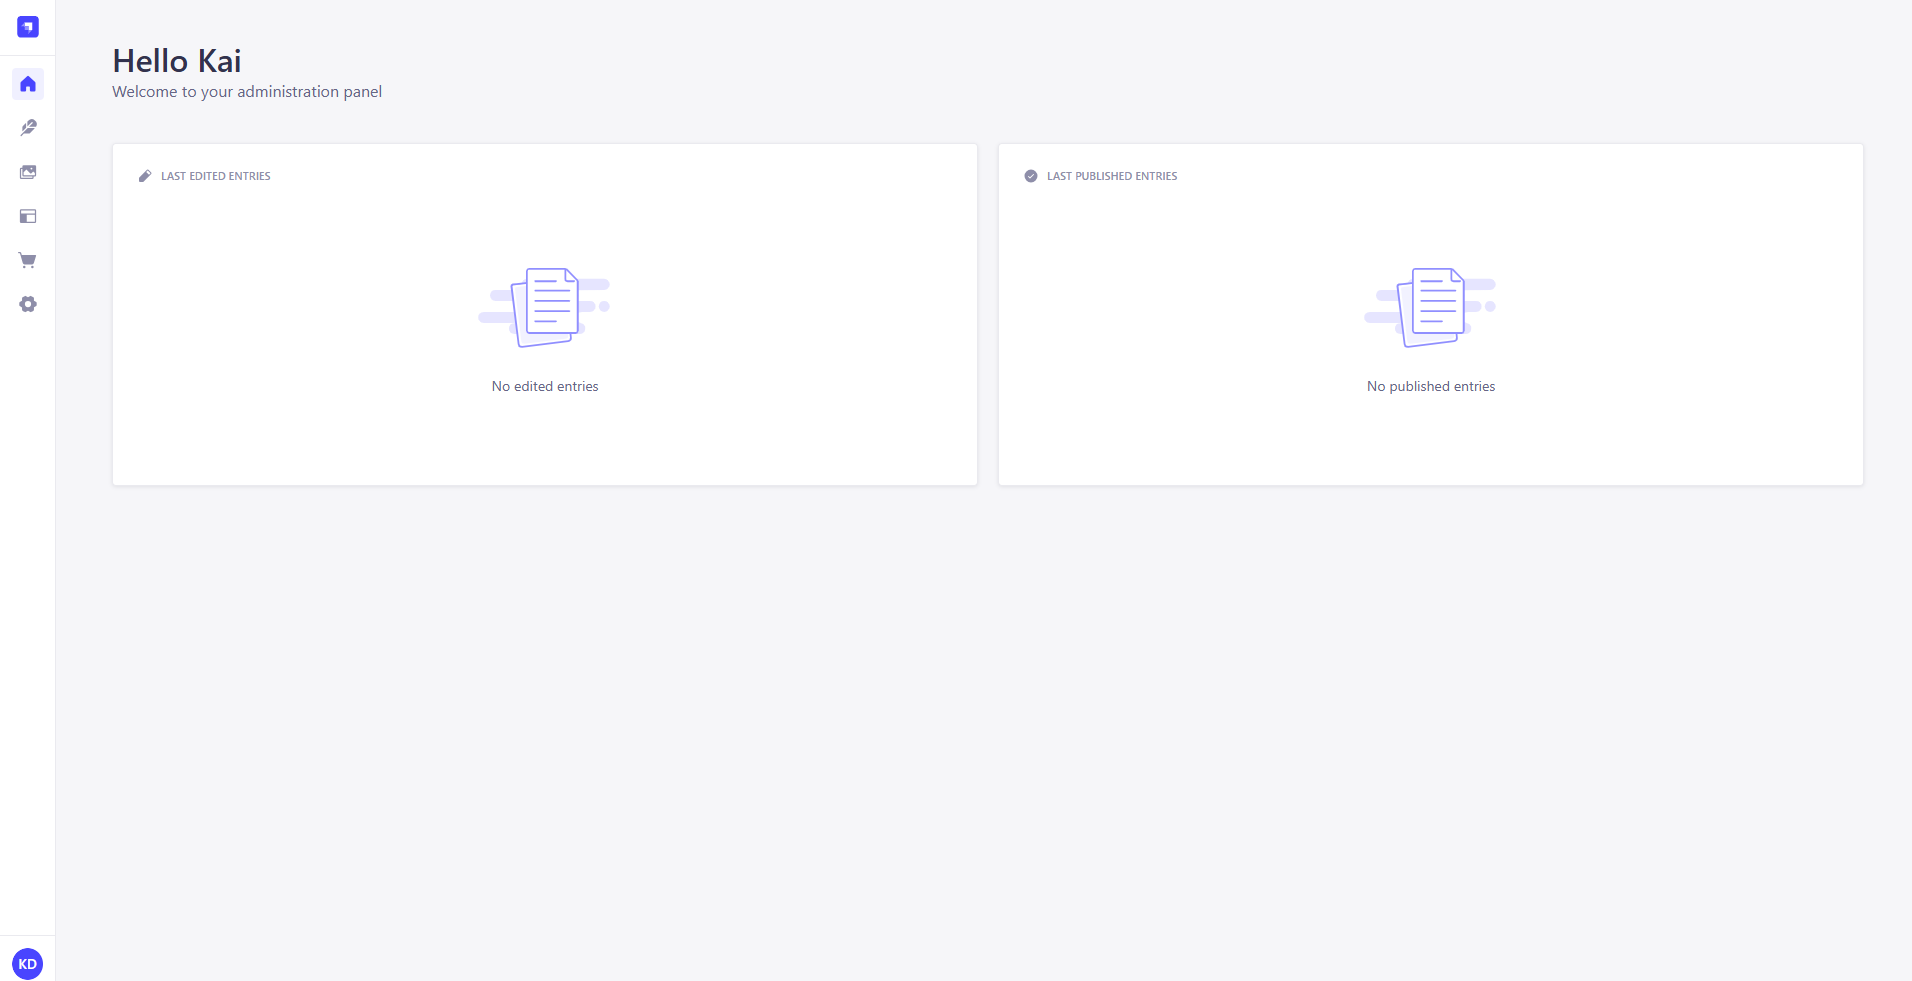 Hello Kai
Welcome to your administration panel
LAST EDITED ENTRIES
No edited entries
LAST PUBLISHED ENTRIES
No published entries
KD